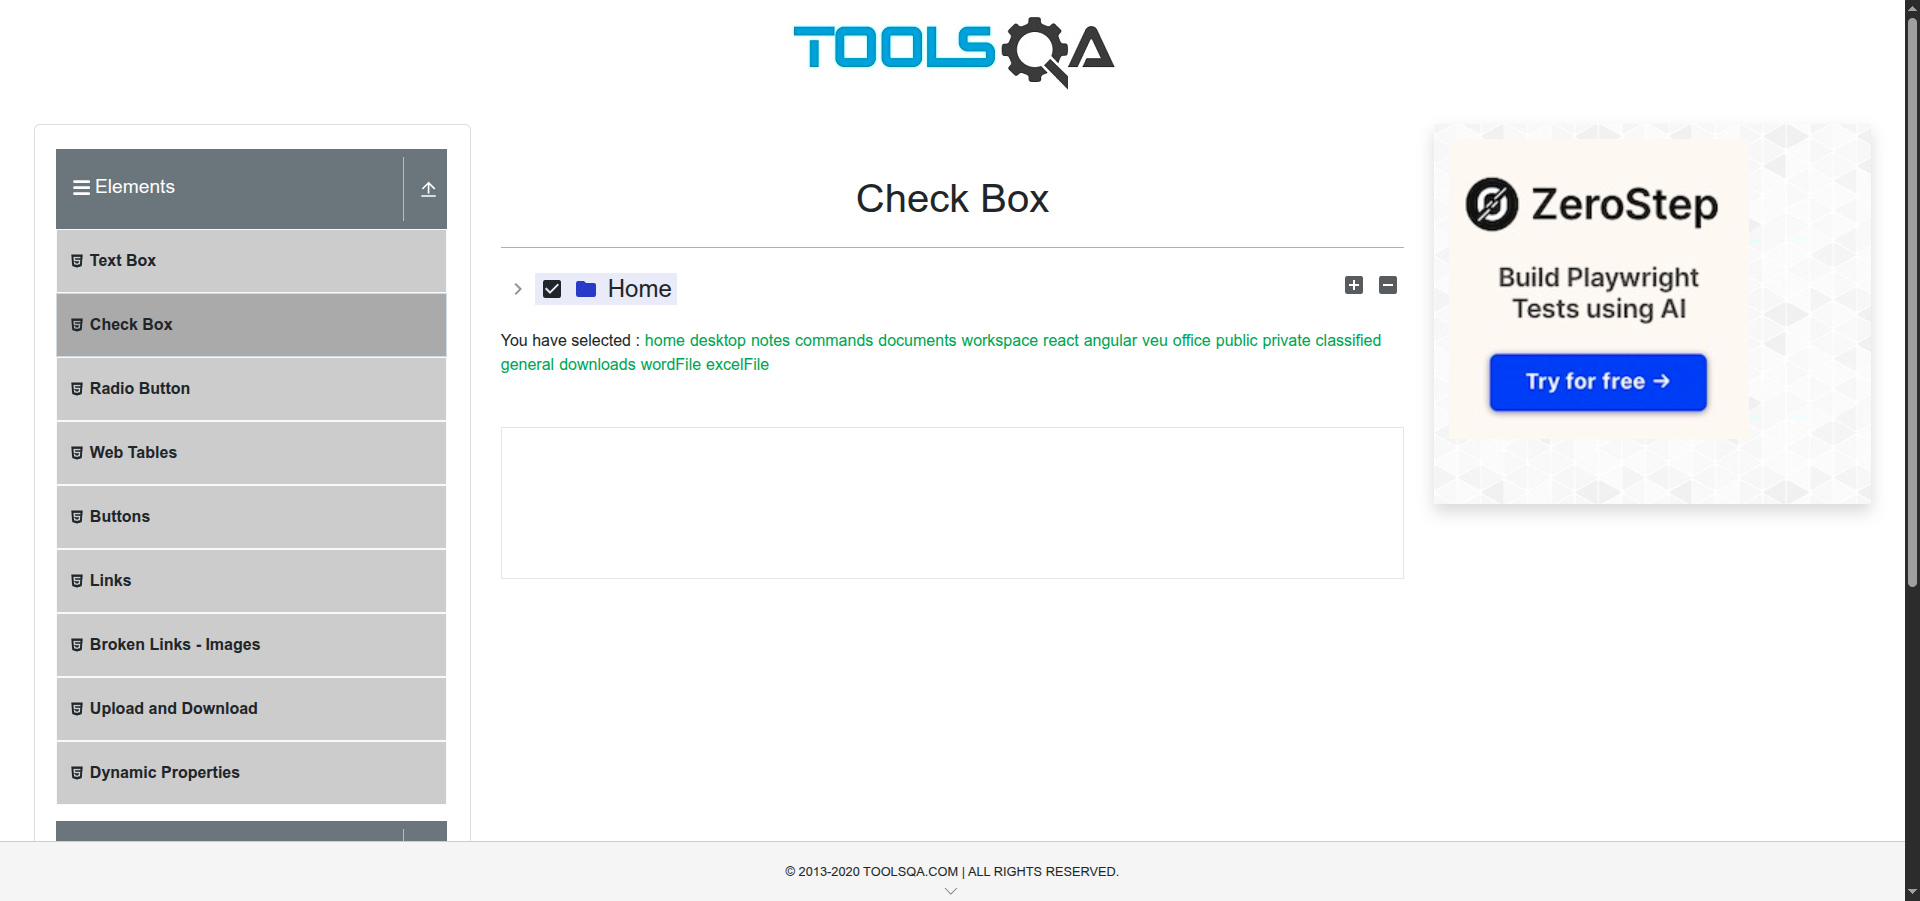 TOOLSQA
Elements
Text Box
Check Box
Radio Button
Web Tables
Buttons
Links
Broken Links - Images
Upload and Download
Dynamic Properties
Check Box
Home
You have selected : home desktop notes commands documents workspace react angular veu office public private classified
general downloads wordFile excelFile
ZeroStep
Build Playwright
Tests using AI
Try for free →
© 2013-2020 TOOLSQA.COM | ALL RIGHTS RESERVED.